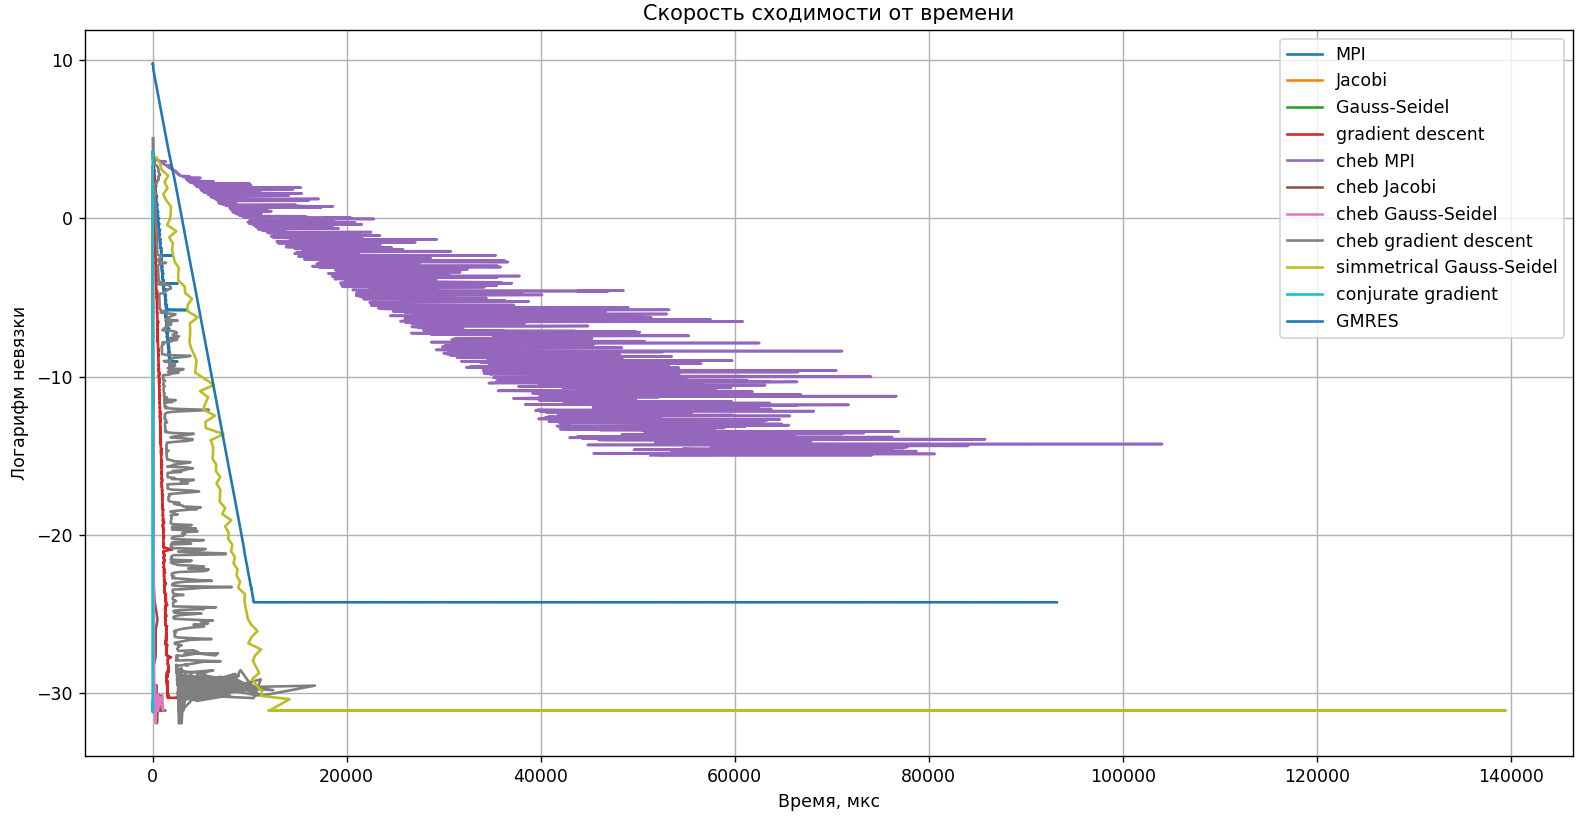 Скорость сходимости от времени
MPI
Jacobi
Gauss-Seidel
gradient descent
cheb MPI
cheb Jacobi
cheb Gauss-Seidel
cheb gradient descent
simmetrical Gauss-Seidel
conjurate gradient
GMRES
Логарифм невязки
10
0
−10
−20
−30
0 20000 40000 60000 80000 100000 120000 140000
Время, мкс